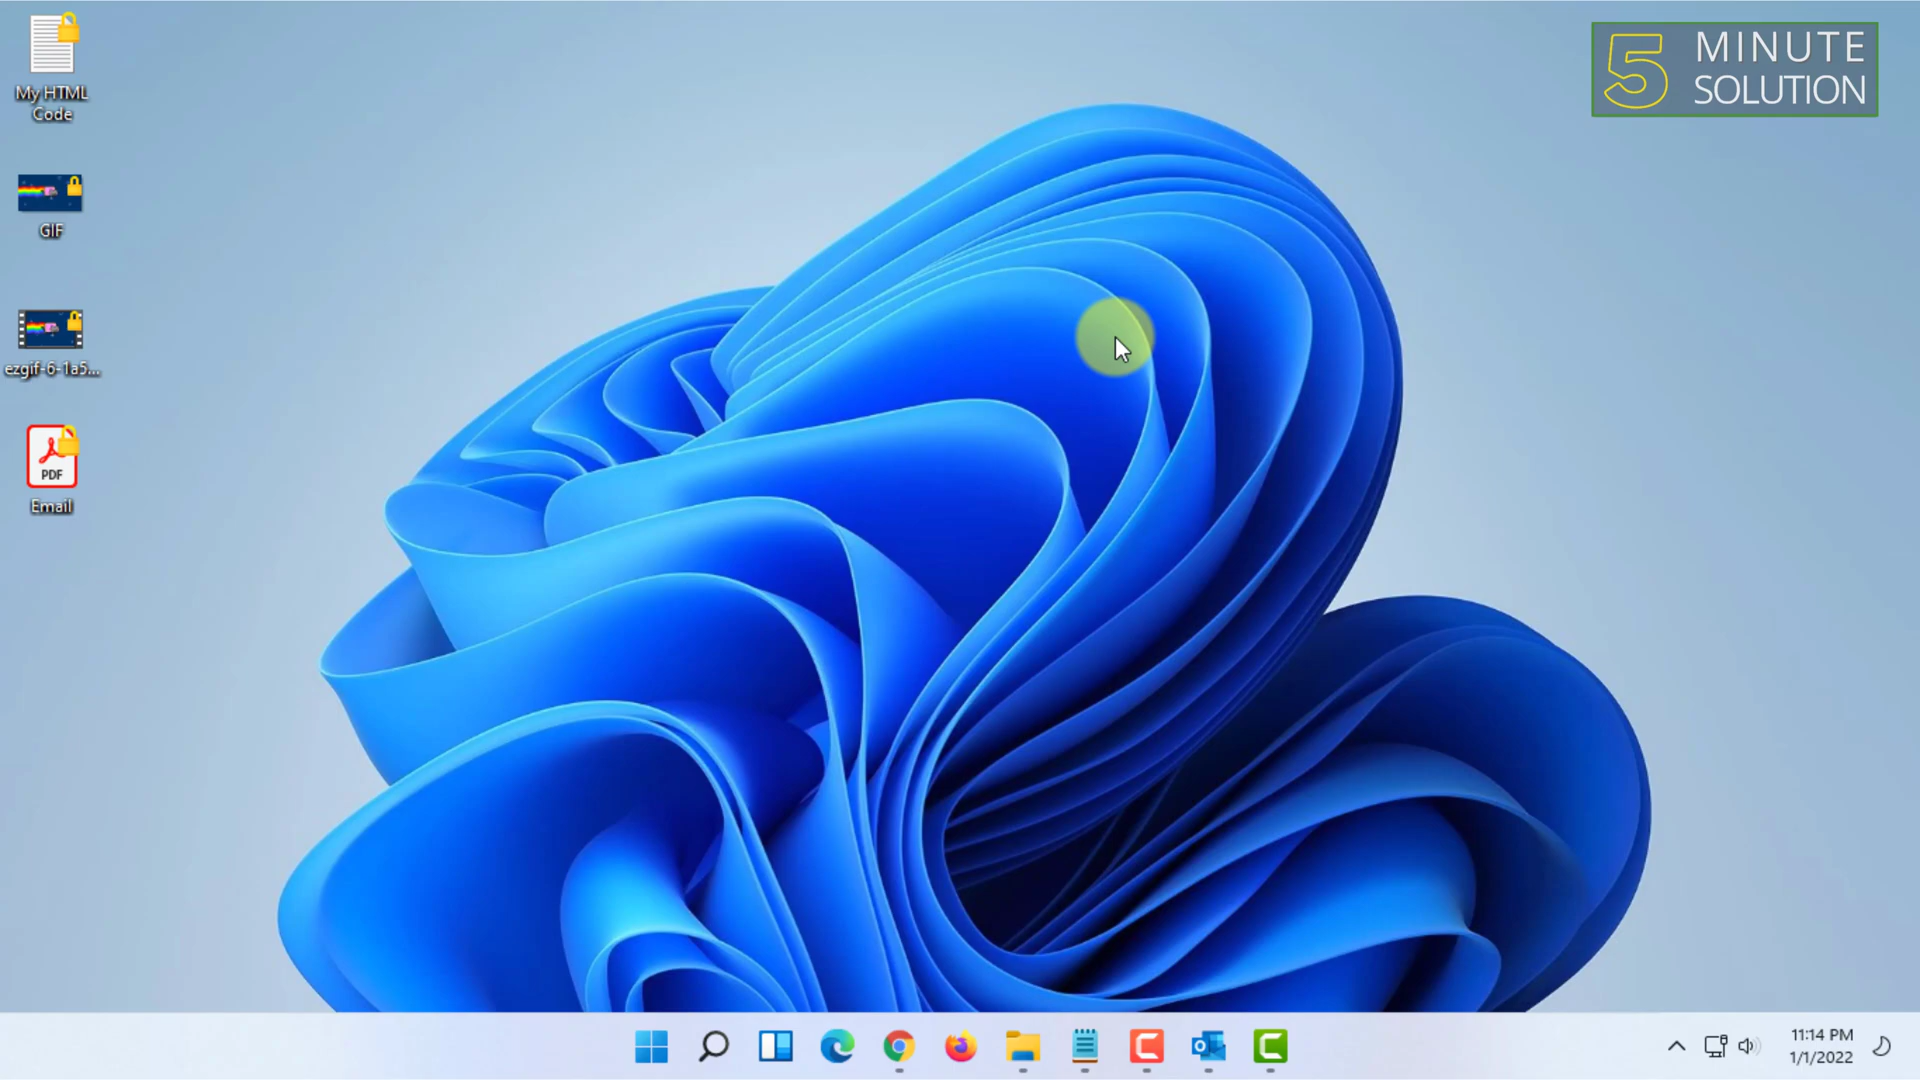 My HTML
Code
GIF
ezgif-6-1a5...
PDF
Email
5 MINUTE
SOLUTION
11:14 PM
1/1/2022